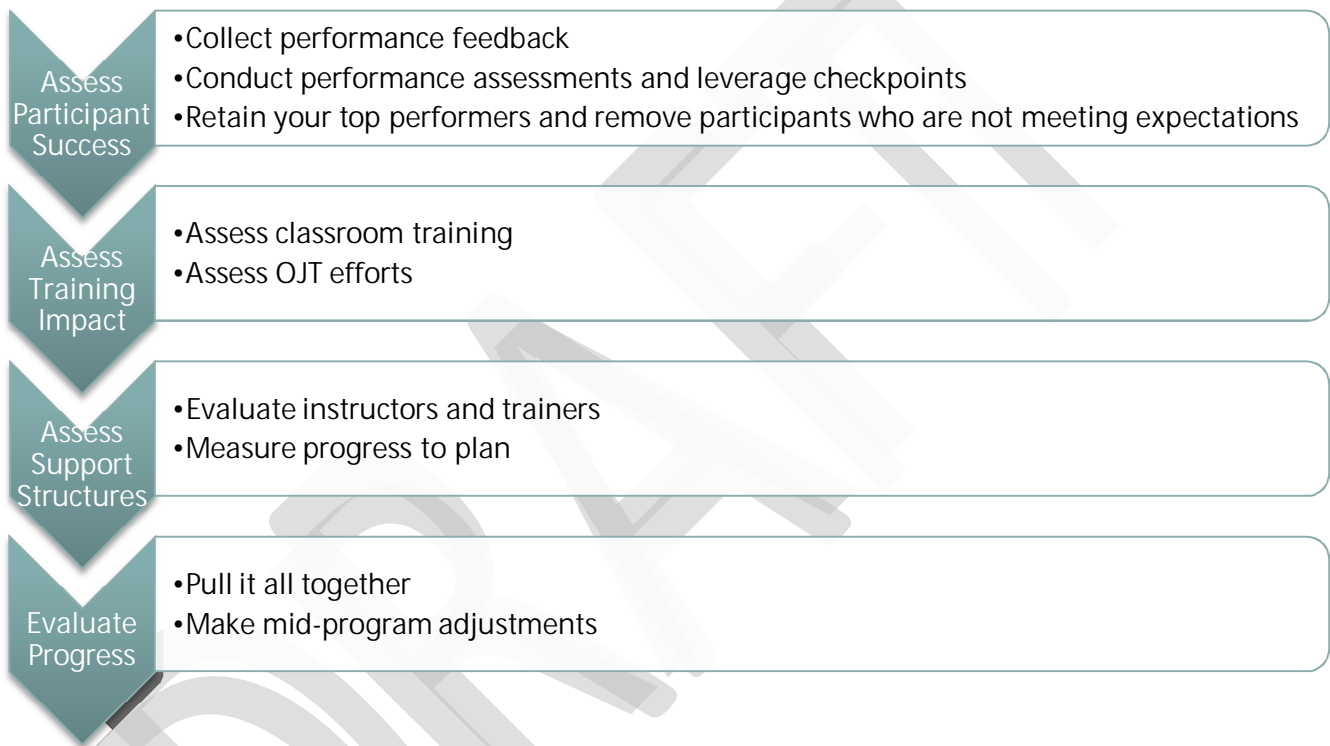 Assess
Participant
Success
•Collect performance feedback
•Conduct performance assessments and leverage checkpoints
•Retain your top performers and remove participants who are not meeting expectations
Assess
Training
Impact
•Assess classroom training
•Assess OJT efforts
Assess
Support
Structures
•Evaluate instructors and trainers
•Measure progress to plan
Evaluate
Progress
•Pull it all together
•Make mid-program adjustments
DRAFT